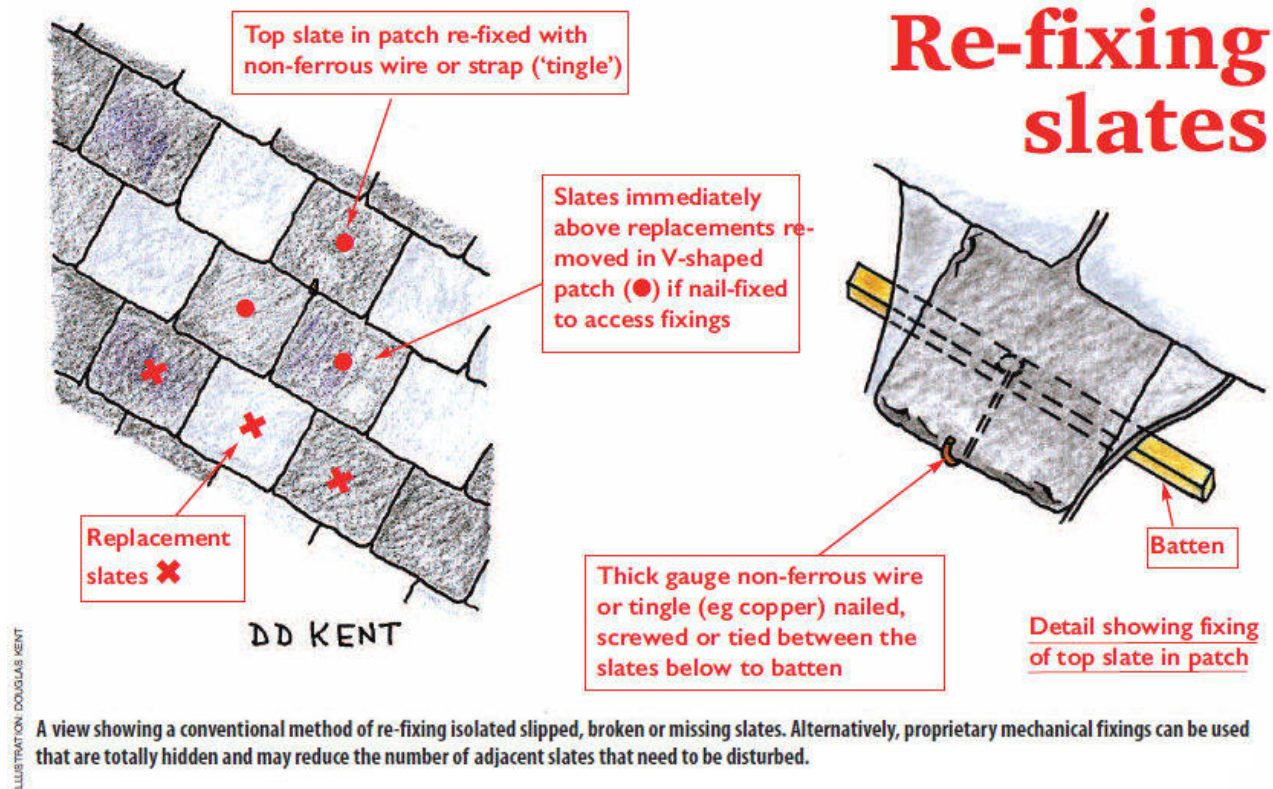 Re-fixing
slates
Top slate in patch re-fixed with
non-ferrous wire or strap (‘tingle’)
Slates immediately
above replacements re-
moved in V-shaped
patch (●) if nail-fixed
to access fixings
Replacement
slates ✖
DD KENT
Thick gauge non-ferrous wire
or tingle (eg copper) nailed,
screwed or tied between the
slates below to batten
Batten
Detail showing fixing
of top slate in patch
ILLUSTRATION: DOUGLAS KENT
A view showing a conventional method of re-fixing isolated slipped, broken or missing slates. Alternatively, proprietary mechanical fixings can be used
that are totally hidden and may reduce the number of adjacent slates that need to be disturbed.